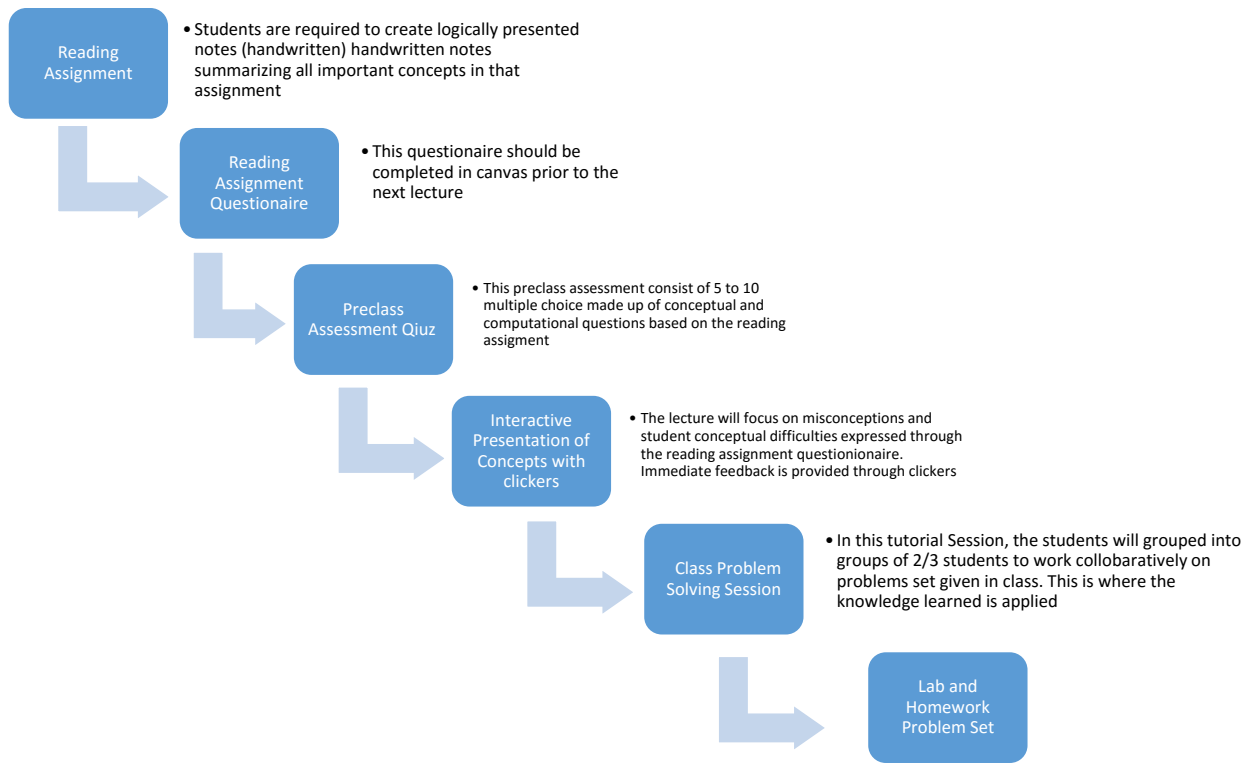 Reading
Assignment
• Students are required to create logically presented
notes (handwritten) handwritten notes
summarizing all important concepts in that
assignment
Reading
Assignment
Questionaire
• This questionaire should be
completed in canvas prior to the
next lecture
Preclass
Assessment Qiuz
• This preclass assessment consist of 5 to 10
multiple choice made up of conceptual and
computational questions based on the reading
assigment
Interactive
Presentation of
Concepts with
clickers
• The lecture will focus on misconceptions and
student conceptual difficulties expressed through
the reading assignment questionionaire.
Immediate feedback is provided through clickers
Class Problem
Solving Session
• In this tutorial Session, the students will grouped into
groups of 2/3 students to work collobaratively on
problems set given in class. This is where the
knowledge learned is applied
Lab and
Homework
Problem Set